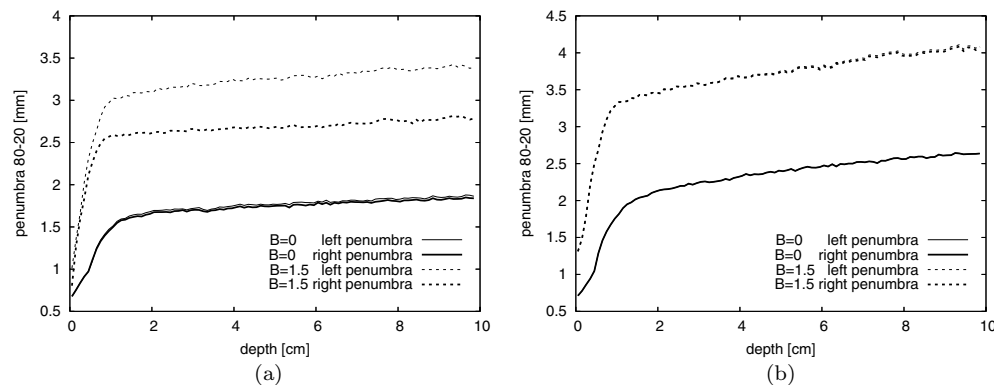 4
3.5
3
2.5
2
1.5
1
0.5
penumbra 80-20 [mm]
B=0 left penumbra
B=0 right penumbra
B=1.5 left penumbra
B=1.5 right penumbra
0 2 4 6 8 10
depth [cm]
(a)
4.5
4
3.5
3
2.5
2
1.5
1
0.5
penumbra 80-20 [mm]
B=0 left penumbra
B=0 right penumbra
B=1.5 left penumbra
B=1.5 right penumbra
0 2 4 6 8 10
depth [cm]
(b)